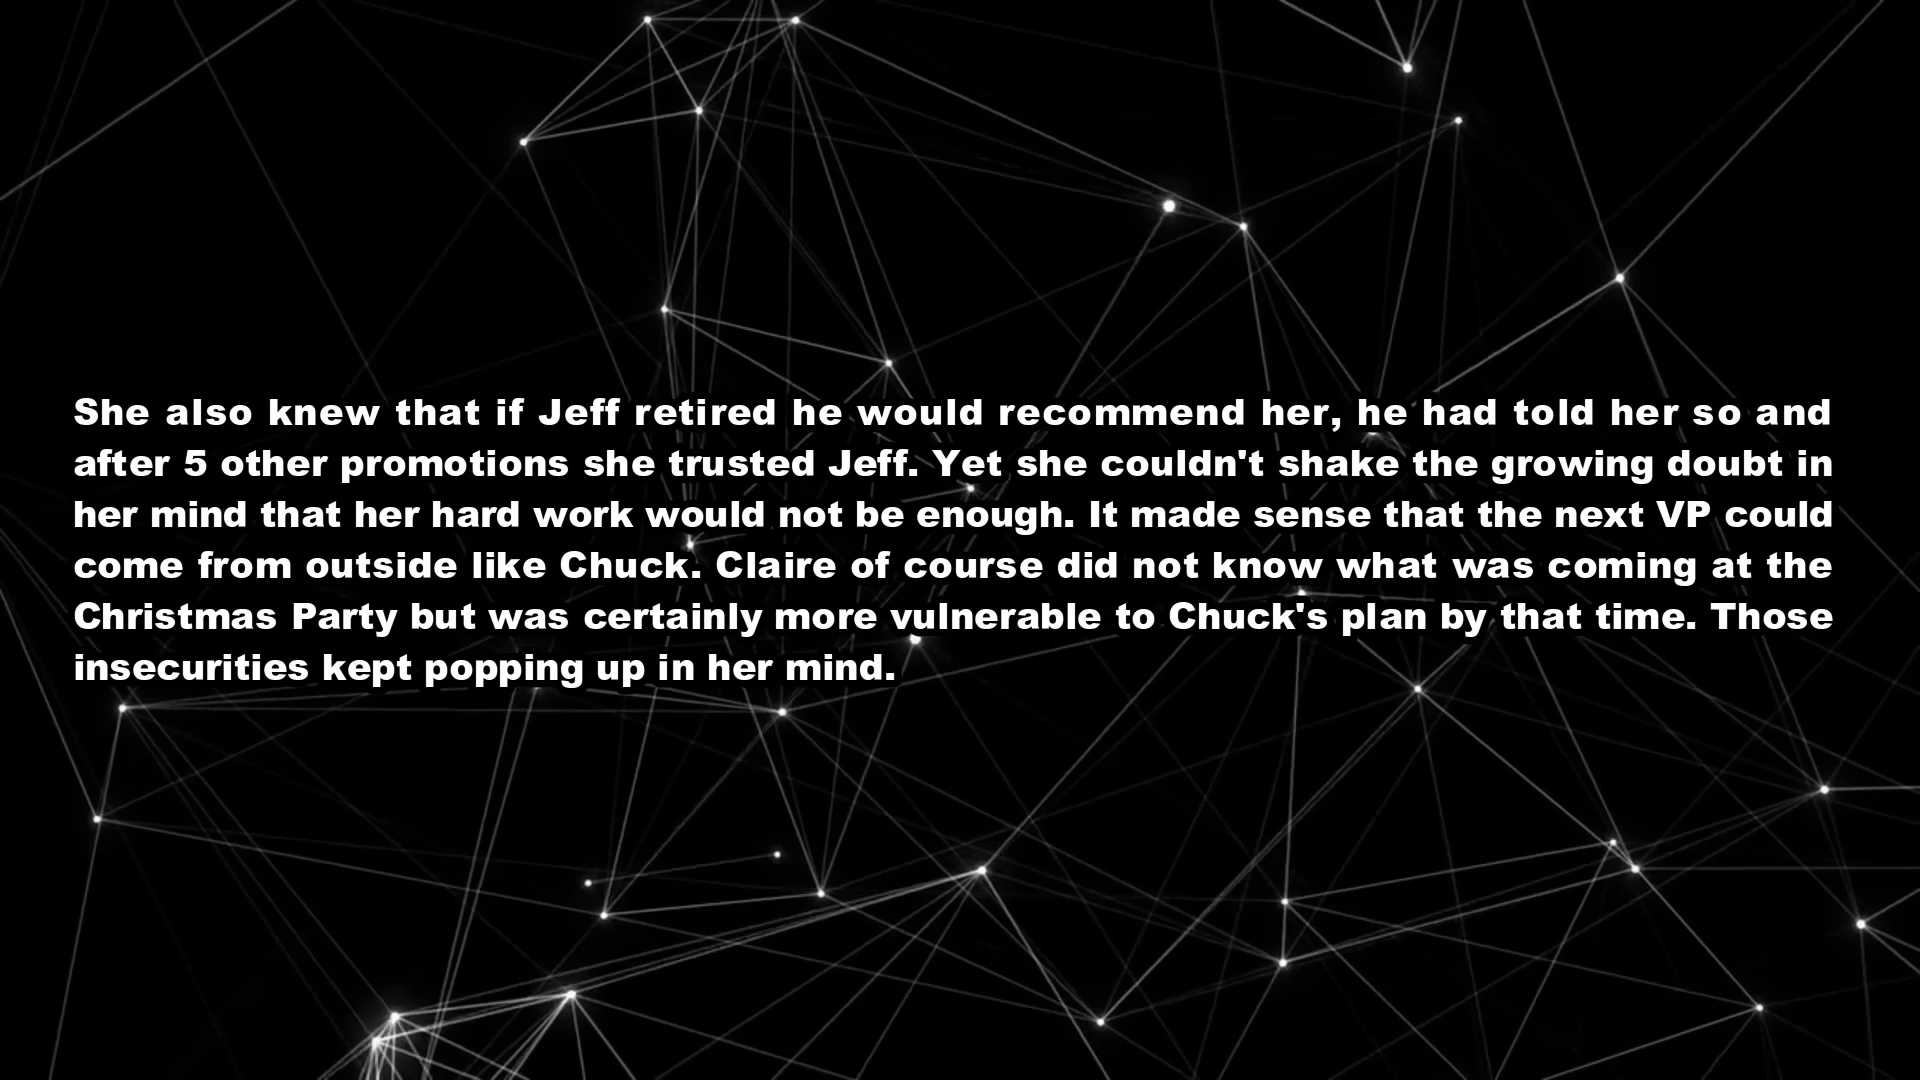 She also knew that if Jeff retired he would recommend her, he had told her so and
after 5 other promotions she trusted Jeff. Yet she couldn't shake the growing doubt in
her mind that her hard work would not be enough. It made sense that the next VP could
come from outside like Chuck. Claire of course did not know what was coming at the
Christmas Party but was certainly more vulnerable to Chuck's plan by that time. Those
insecurities kept popping up in her mind.